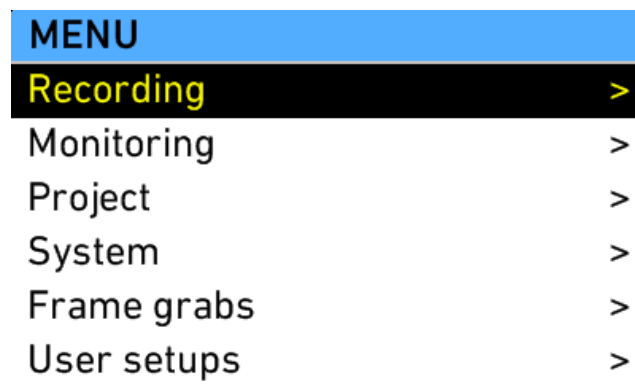 MENU
Recording >
Monitoring >
Project >
System >
Frame grabs >
User setups >